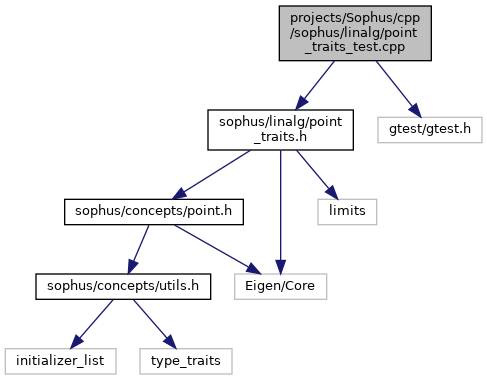 projects/Sophus/cpp
/sophus/linalg/point
_traits_test.cpp
sophus/linalg/point
_traits.h
gtest/gtest.h
sophus/concepts/point.h
limits
sophus/concepts/utils.h
Eigen/Core
initializer_list
type_traits